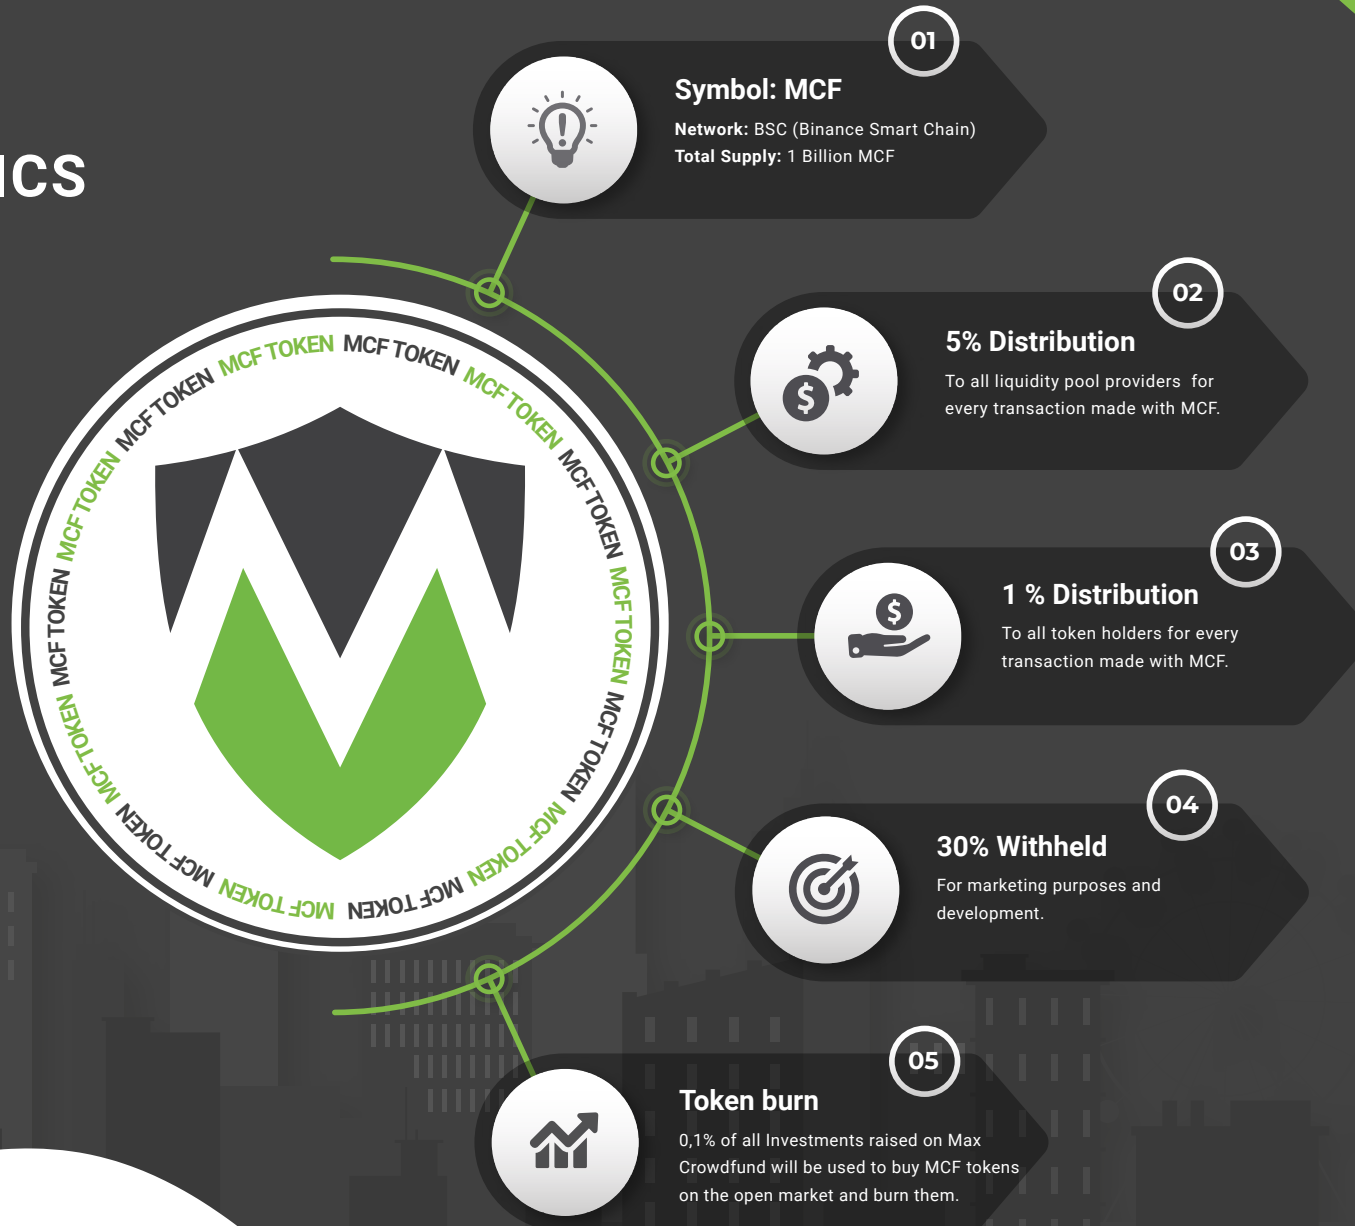 ICS
01
Symbol: MCF
Network: BSC (Binance Smart Chain)
Total Supply: 1 Billion MCF
02
5% Distribution
To all liquidity pool providers  for
every transaction made with MCF.
03
1 % Distribution
To all token holders for every
transaction made with MCF.
04
30% Withheld
For marketing purposes and
development.
05
Token burn
0,1% of all Investments raised on Max
Crowdfund will be used to buy MCF tokens
on the open market and burn them.
MCF TOKEN MCF TOKEN MCF TOKEN MCF TOKEN MCF TOKEN MCF TOKEN MCF TOKEN MCF TOKEN MCF TOKEN MCF TOKEN MCF TOKEN MCF TOKEN MCF TOKEN MCF TOKEN